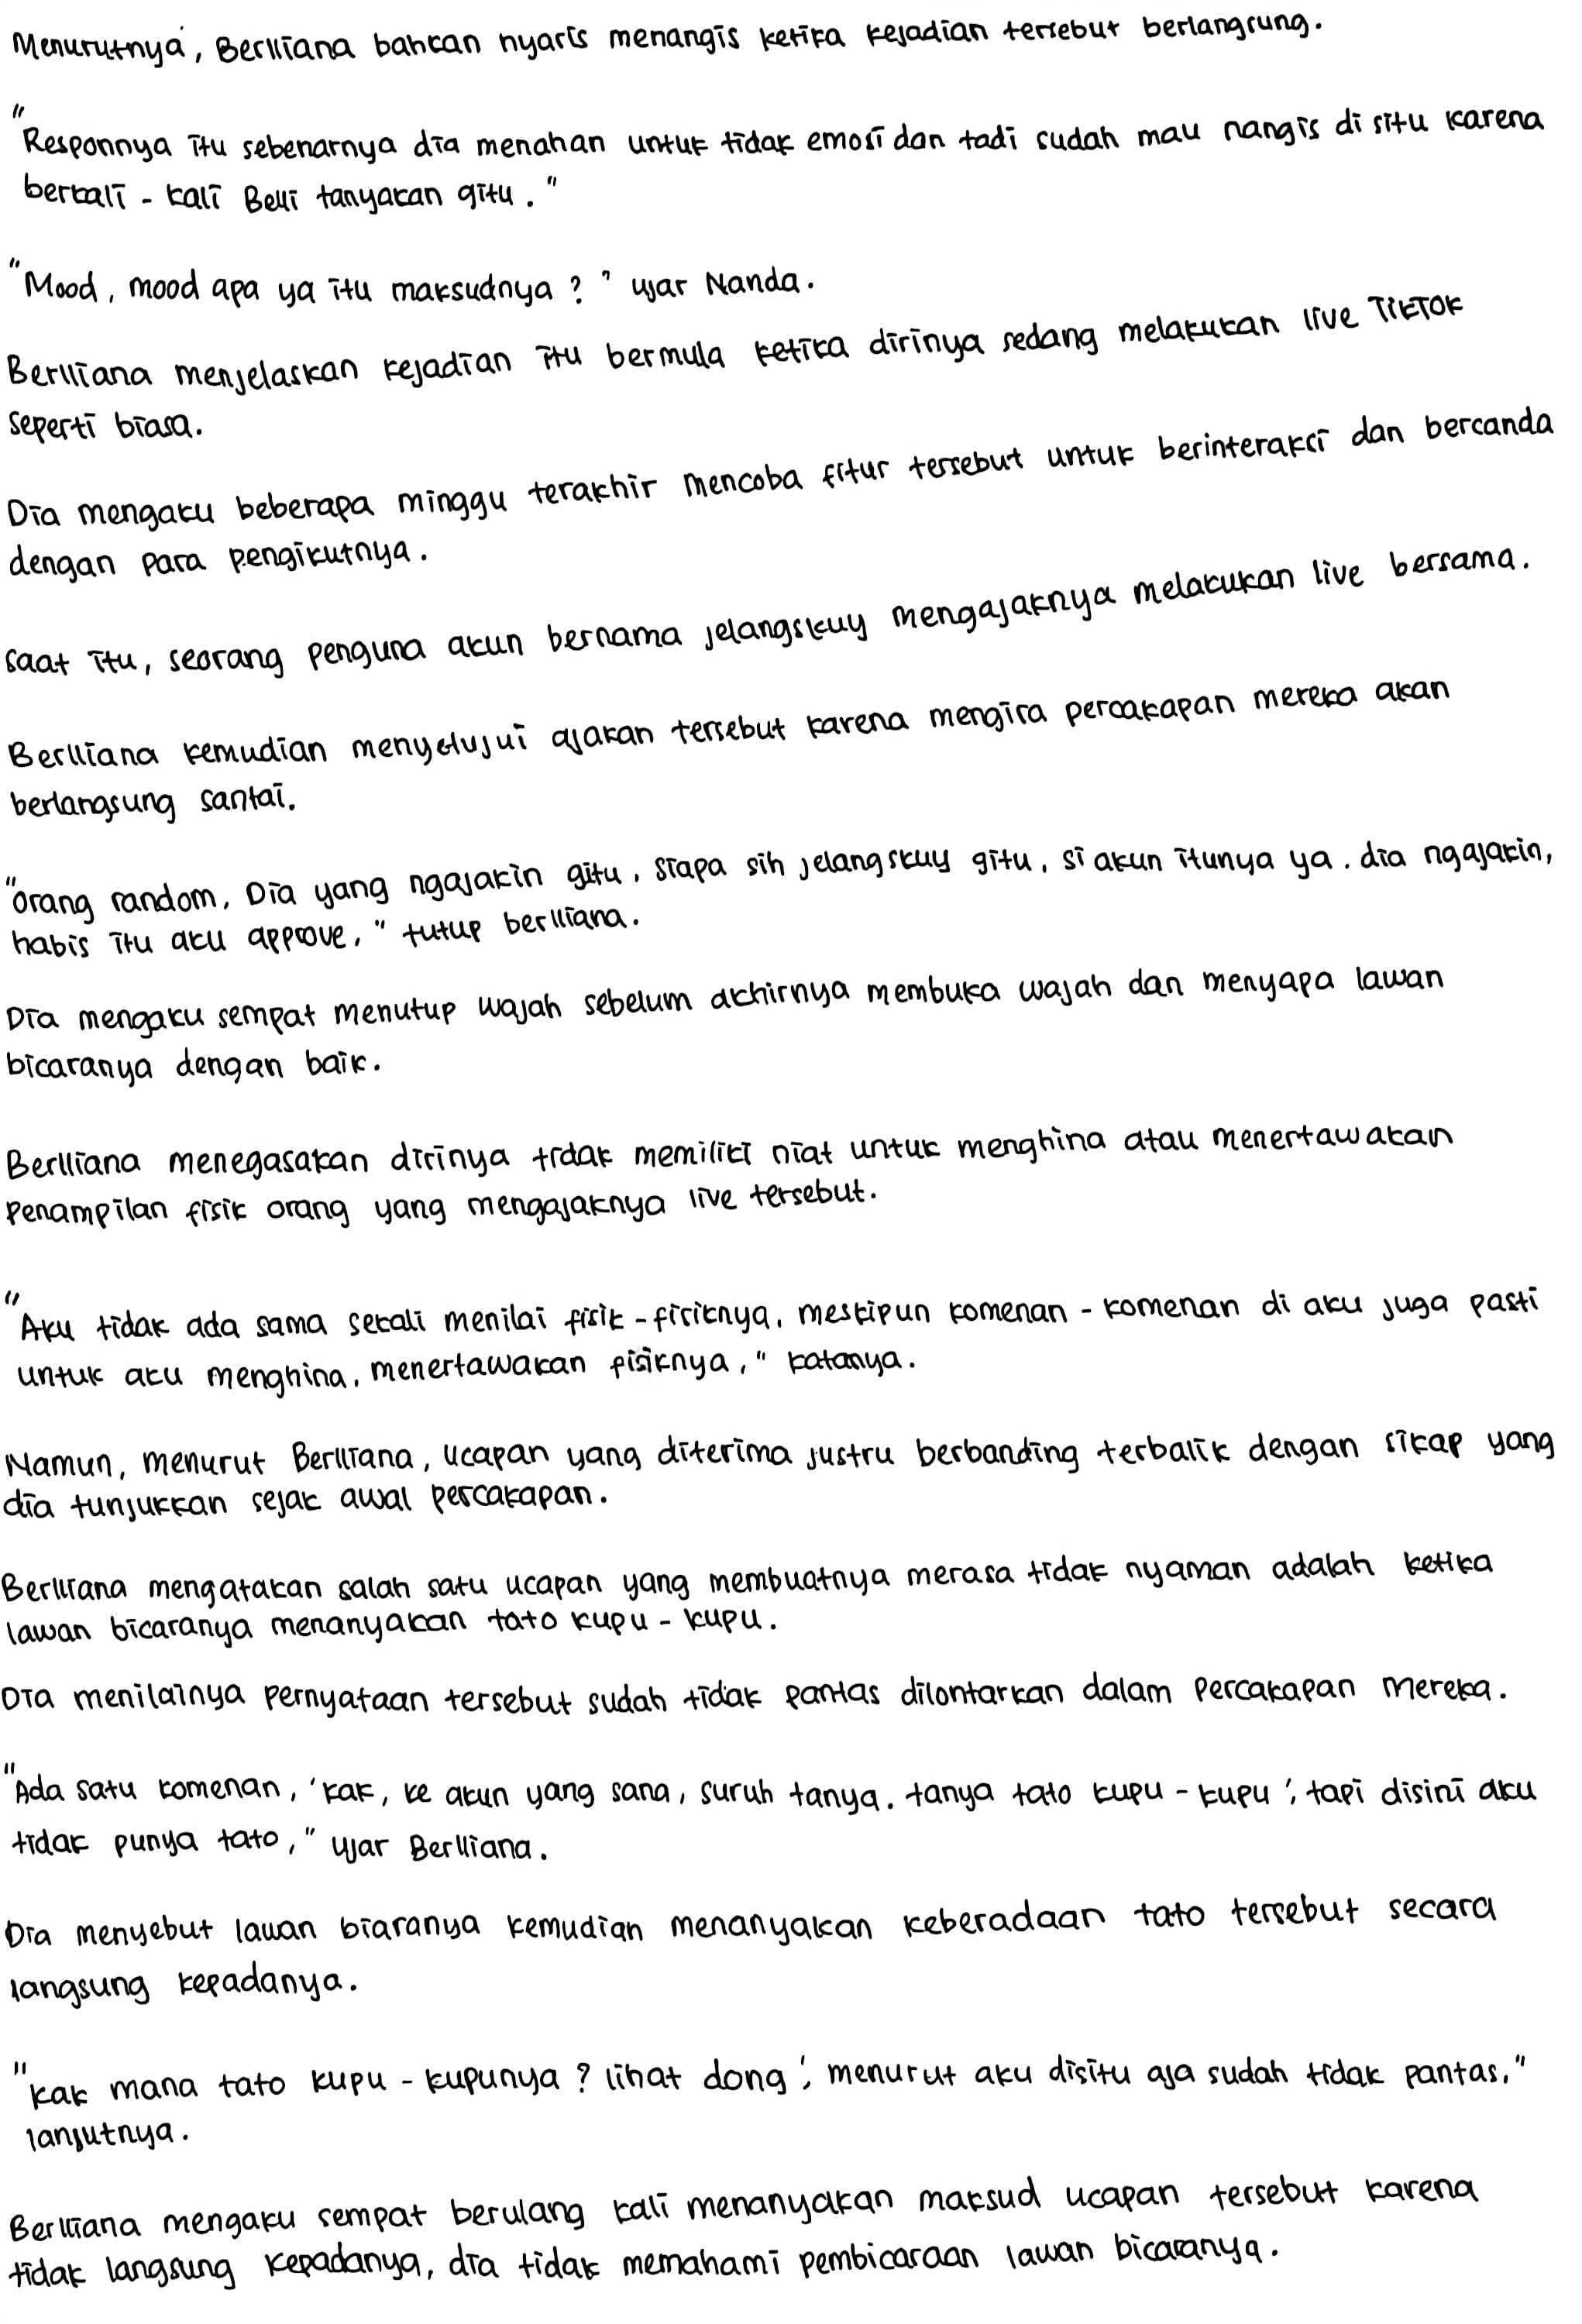 Menurutnya, Berlliana bahkan nyaris menangis ketika kejadian tersebut berlangsung.
"Responnya itu sebenarnya dia menahan untuk tidak emosi dan tadi sudah mau nangis di situ karena
berkali - kali Belli tanyakan gitu."
"Mood, mood apa ya itu maksudnya?" ujar Nanda.
Berlliana menjelaskan kejadian itu bermula ketika dirinya sedang melakukan live TikTok
seperti biasa.
Dia mengaku beberapa minggu terakhir mencoba fitur tersebut untuk berinteraksi dan bercanda
dengan para pengikutnya.
saat itu, seorang penguna akun bernama jelangskuy mengajaknya melakukan live bersama.
Berlliana kemudian menyetujui ajakan tersebut karena mengira percakapan mereka akan
berlangsung santai.
"Orang random, Dia yang ngajakin gitu, siapa sih jelangskuy gitu, si akun itunya ya. dia ngajakin,
habis itu aku approve," tutup berlliana.
Dia mengaku sempat menutup wajah sebelum akhirnya membuka wajah dan menyapa lawan
bicaranya dengan baik.
Berlliana menegasakan dirinya tidak memiliki niat untuk menghina atau menertawakan
penampilan fisik orang yang mengajaknya live tersebut.
"Aku tidak ada sama sekali menilai fisik-fisiknya, meskipun komenan - komenan di aku juga pasti
untuk aku menghina, menertawakan fisiknya," katanya.
Namun, menurut Berlliana, ucapan yang diterima justru berbanding terbalik dengan sikap yang
dia tunjukkan sejak awal percakapan.
Berlliana mengatakan salah satu ucapan yang membuatnya merasa tidak nyaman adalah ketika
lawan bicaranya menanyakan tato kupu - kupu.
Dia menilainya pernyataan tersebut sudah tidak pantas dilontarkan dalam percakapan mereka.
"Ada satu komenan, 'kak, ke akun yang sana, suruh tanya. tanya tato kupu - kupu', tapi disini aku
tidak punya tato," ujar Berlliana.
Dia menyebut lawan biaranya kemudian menanyakan keberadaan tato tersebut secara
langsung kepadanya.
"kak mana tato kupu - kupunya? lihat dong', menurut aku disitu aja sudah tidak pantas,"
lanjutnya.
Berlliana mengaku sempat berulang kali menanyakan maksud ucapan tersebut karena
tidak langsung kepadanya, dia tidak memahami pembicaraan lawan bicaranya.